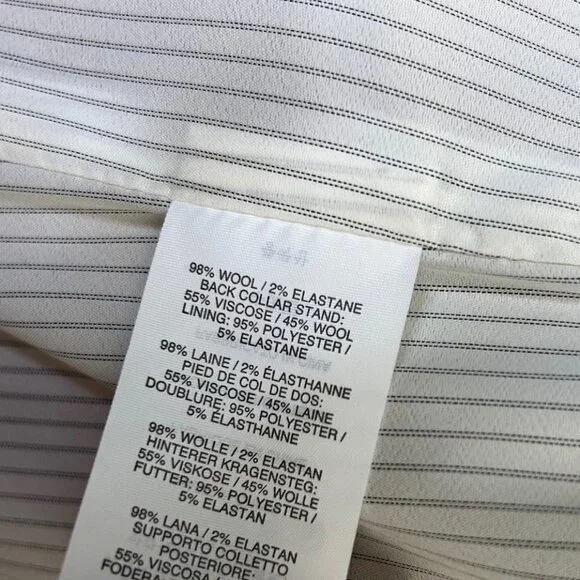 98% WOOL / 2% ELASTANE
BACK COLLAR STAND:
55% VISCOSE / 45% WOOL
LINING: 95% POLYESTER /
5% ELASTANE
98% LAINE / 2% ÉLASTHANNE
PIED DE COL DE DOS:
55% VISCOSE / 45% LAINE
DOUBLURE: 95% POLYESTER /
5% ÉLASTHANNE
98% WOLLE / 2% ELASTAN
HINTERER KRAGENSTEG:
55% VISKOSE / 45% WOLLE
FUTTER: 95% POLYESTER /
5% ELASTAN
98% LANA / 2% ELASTAN
SUPPORTO COLLETTO
POSTERIORE:
55% VISCOSA /
FODERA